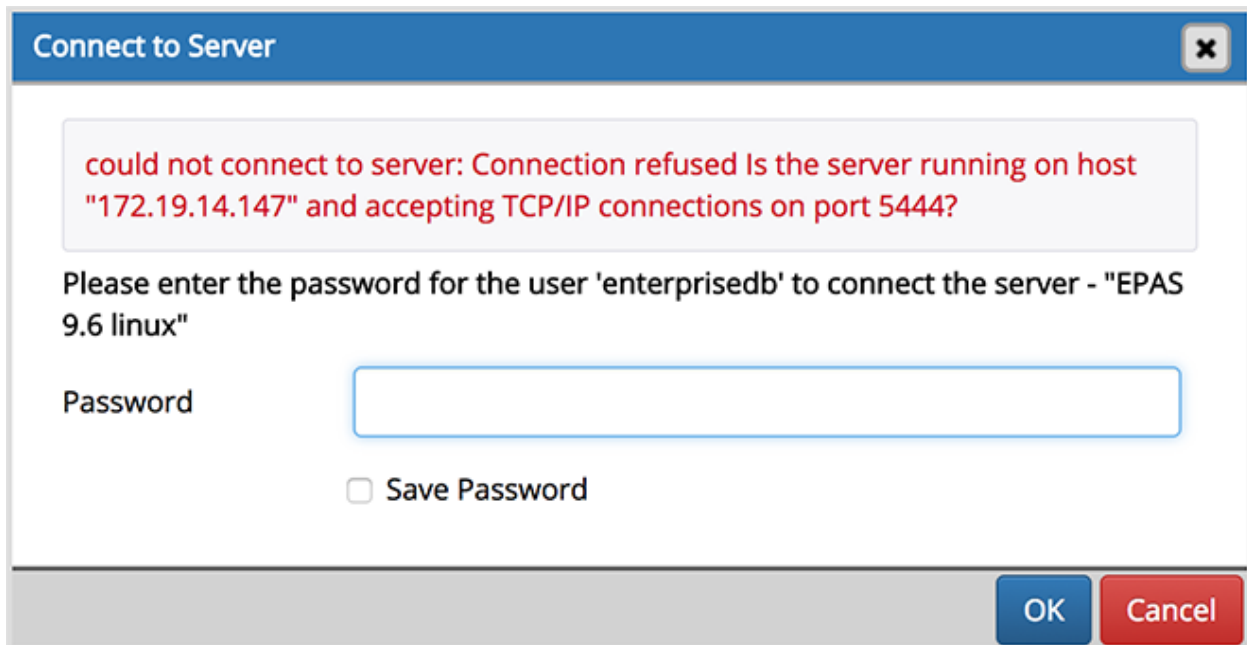 Connect to Server
could not connect to server: Connection refused Is the server running on host
"172.19.14.147" and accepting TCP/IP connections on port 5444?
Please enter the password for the user 'enterprisedb' to connect the server - "EPAS
9.6 linux"
Password
Save Password
OK Cancel